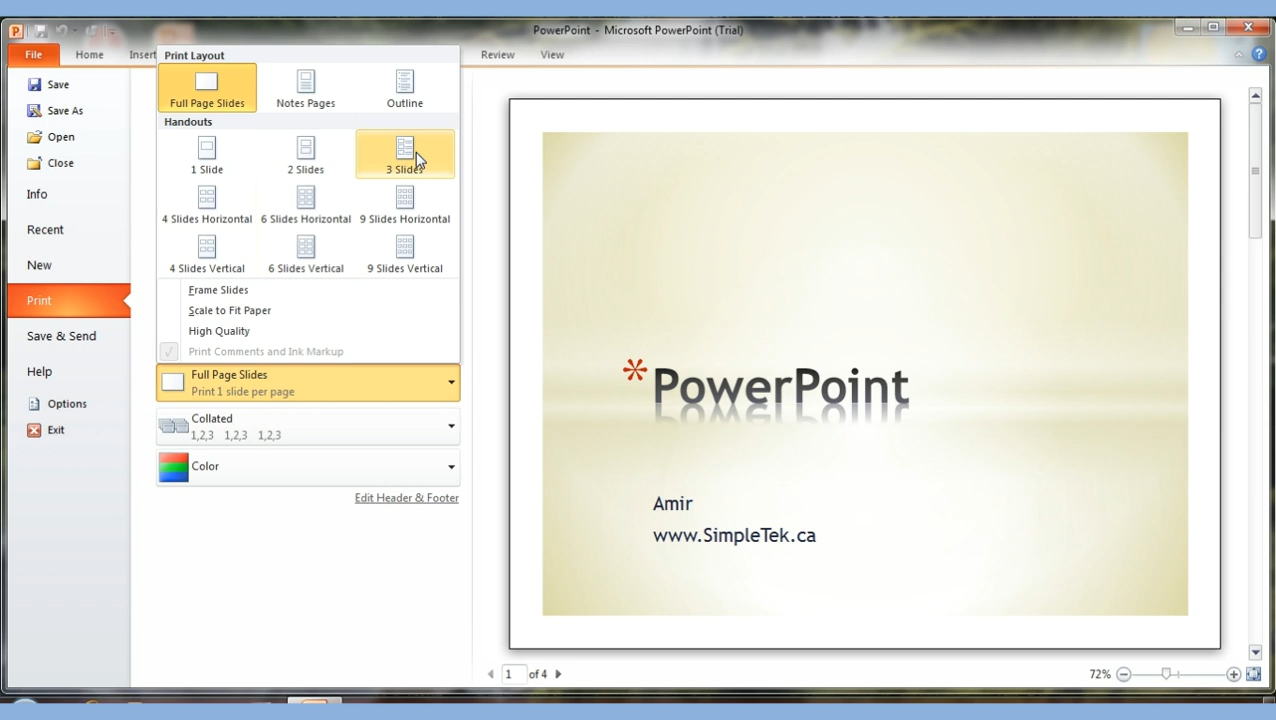 PowerPoint - Microsoft PowerPoint (Trial)
File
Home
Insert
Review
View
Save
Save As
Open
Close
Info
Recent
New
Print
Save & Send
Help
Options
Exit
Print Layout
Full Page Slides
Notes Pages
Outline
Handouts
1 Slide
2 Slides
3 Slides
4 Slides Horizontal
6 Slides Horizontal
9 Slides Horizontal
4 Slides Vertical
6 Slides Vertical
9 Slides Vertical
Frame Slides
Scale to Fit Paper
High Quality
Print Comments and Ink Markup
Full Page Slides
Print 1 slide per page
Collated
1,2,3 1,2,3 1,2,3
Color
Edit Header & Footer
* PowerPoint
Amir
www.SimpleTek.ca
1 of 4
72%